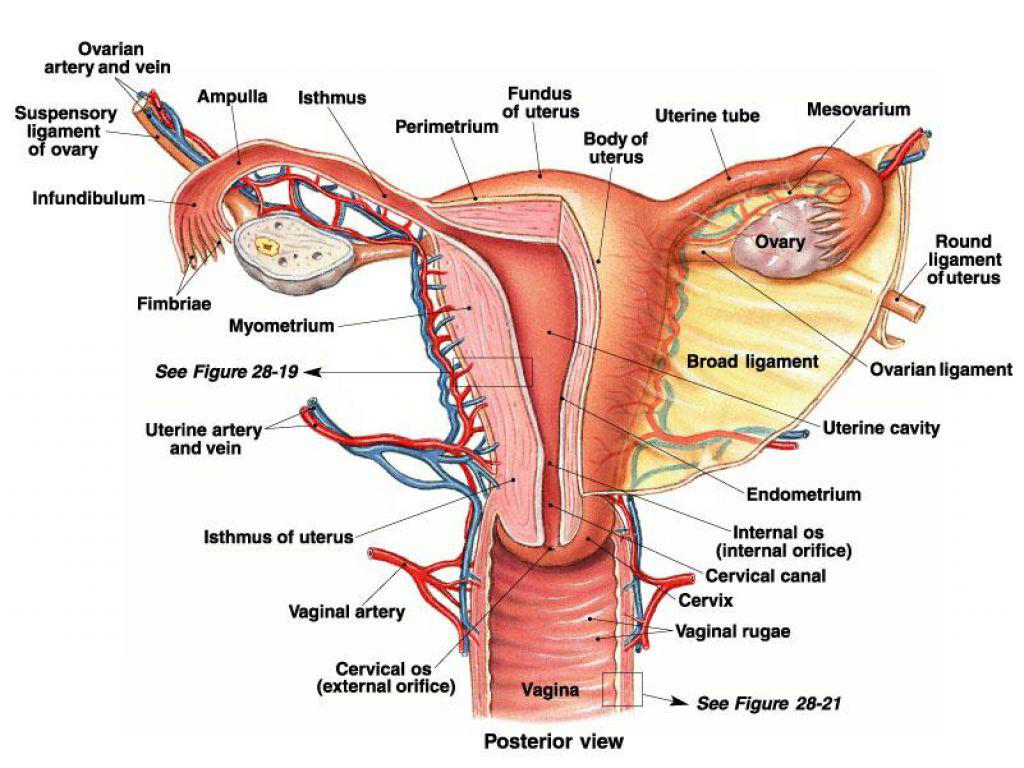 Ovarian
artery and vein
Suspensory
ligament
of ovary
Ampulla
Isthmus
Perimetrium
Fundus
of uterus
Body of
uterus
Uterine tube
Mesovarium
Infundibulum
Ovary
Round
ligament
of uterus
Fimbriae
Myometrium
See Figure 28-19
Broad ligament
Ovarian ligament
Uterine artery
and vein
Uterine cavity
Endometrium
Isthmus of uterus
Internal os
(internal orifice)
Cervical canal
Cervix
Vaginal artery
Vaginal rugae
Cervical os
(external orifice)
Vagina
See Figure 28-21
Posterior view